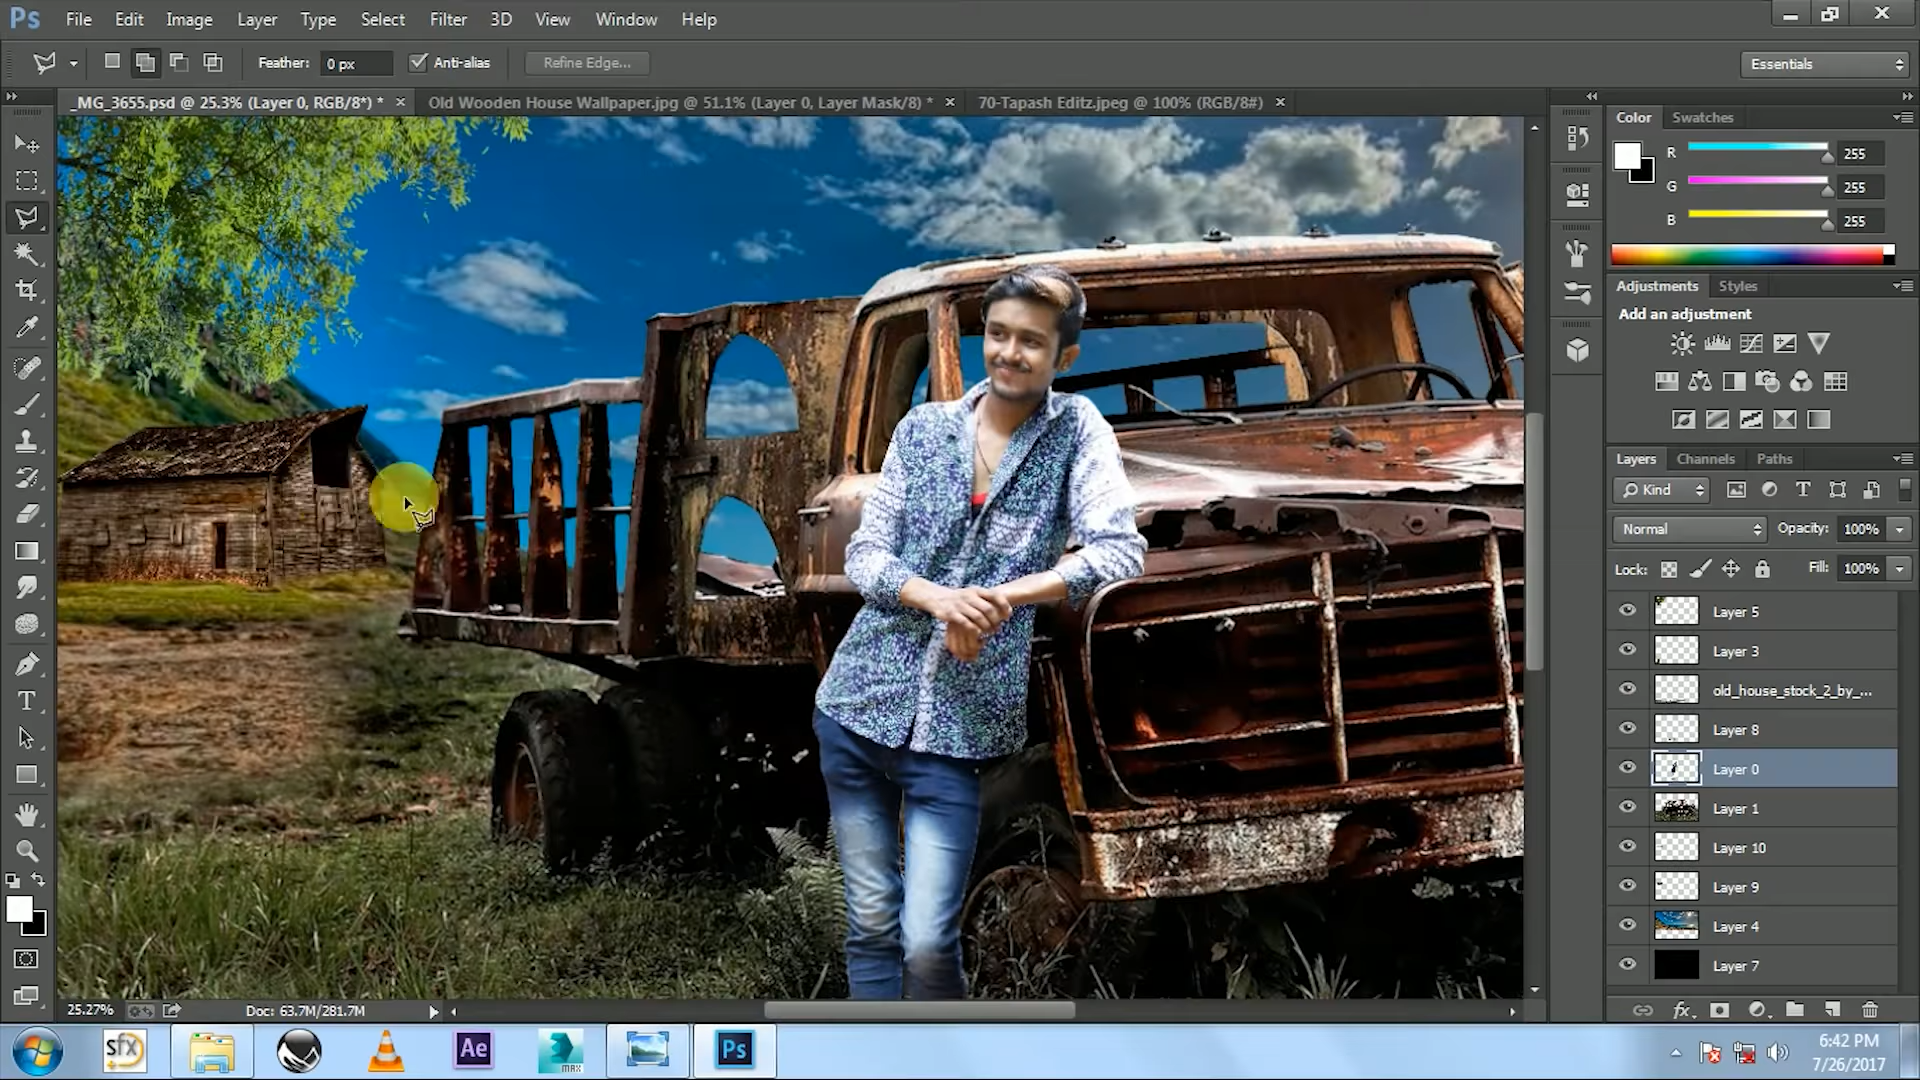 Ps File Edit Image Layer Type Select Filter 3D View Window Help
Feather: 0 px Anti-alias Refine Edge... Essentials
_MG_3655.psd @ 25.3% (Layer 0, RGB/8*) * Old Wooden House Wallpaper.jpg @ 51.1% (Layer 0, Layer Mask/8) * 70-Tapash Editz.jpeg @ 100% (RGB/8#)
Color Swatches
R 255
G 255
B 255
Adjustments Styles
Add an adjustment
Layers Channels Paths
Kind
Normal Opacity: 100%
Lock: Fill: 100%
Layer 5
Layer 3
old_house_stock_2_by_...
Layer 8
Layer 0
Layer 1
Layer 10
Layer 9
Layer 4
Layer 7
25.27% Doc: 63.7M/281.7M
sfx Ae MAX Ps
6:42 PM
7/26/2017